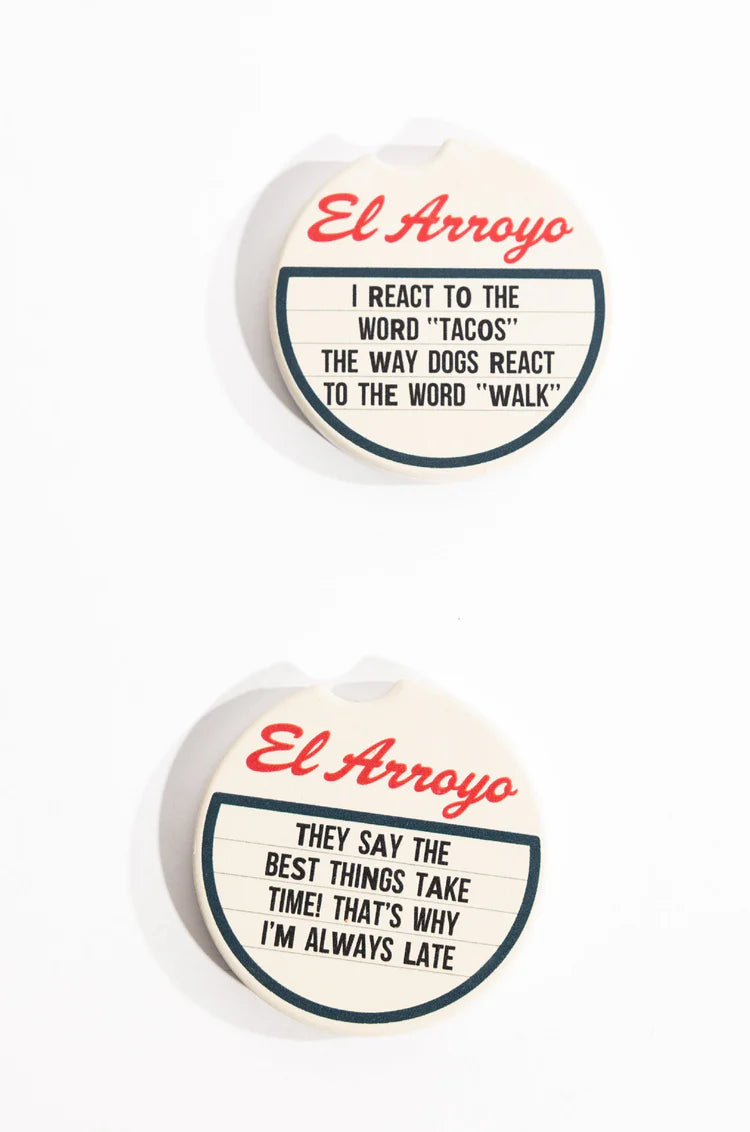 El Arroyo
I REACT TO THE
WORD "TACOS"
THE WAY DOGS REACT
TO THE WORD "WALK"
El Arroyo
THEY SAY THE
BEST THINGS TAKE
TIME! THAT'S WHY
I'M ALWAYS LATE